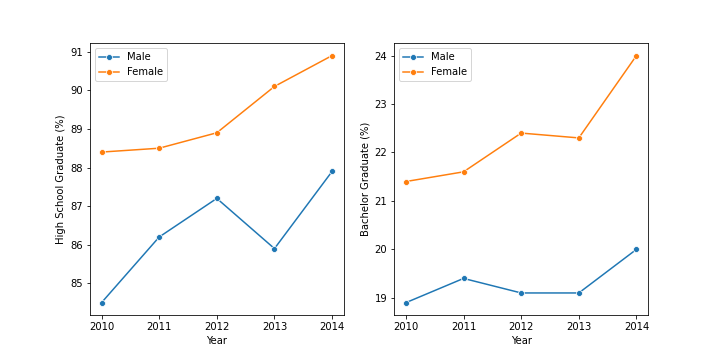 Male
Female
High School Graduate (%)
91
90
89
88
87
86
85
2010 2011 2012 2013 2014
Year
Male
Female
Bachelor Graduate (%)
24
23
22
21
20
19
2010 2011 2012 2013 2014
Year